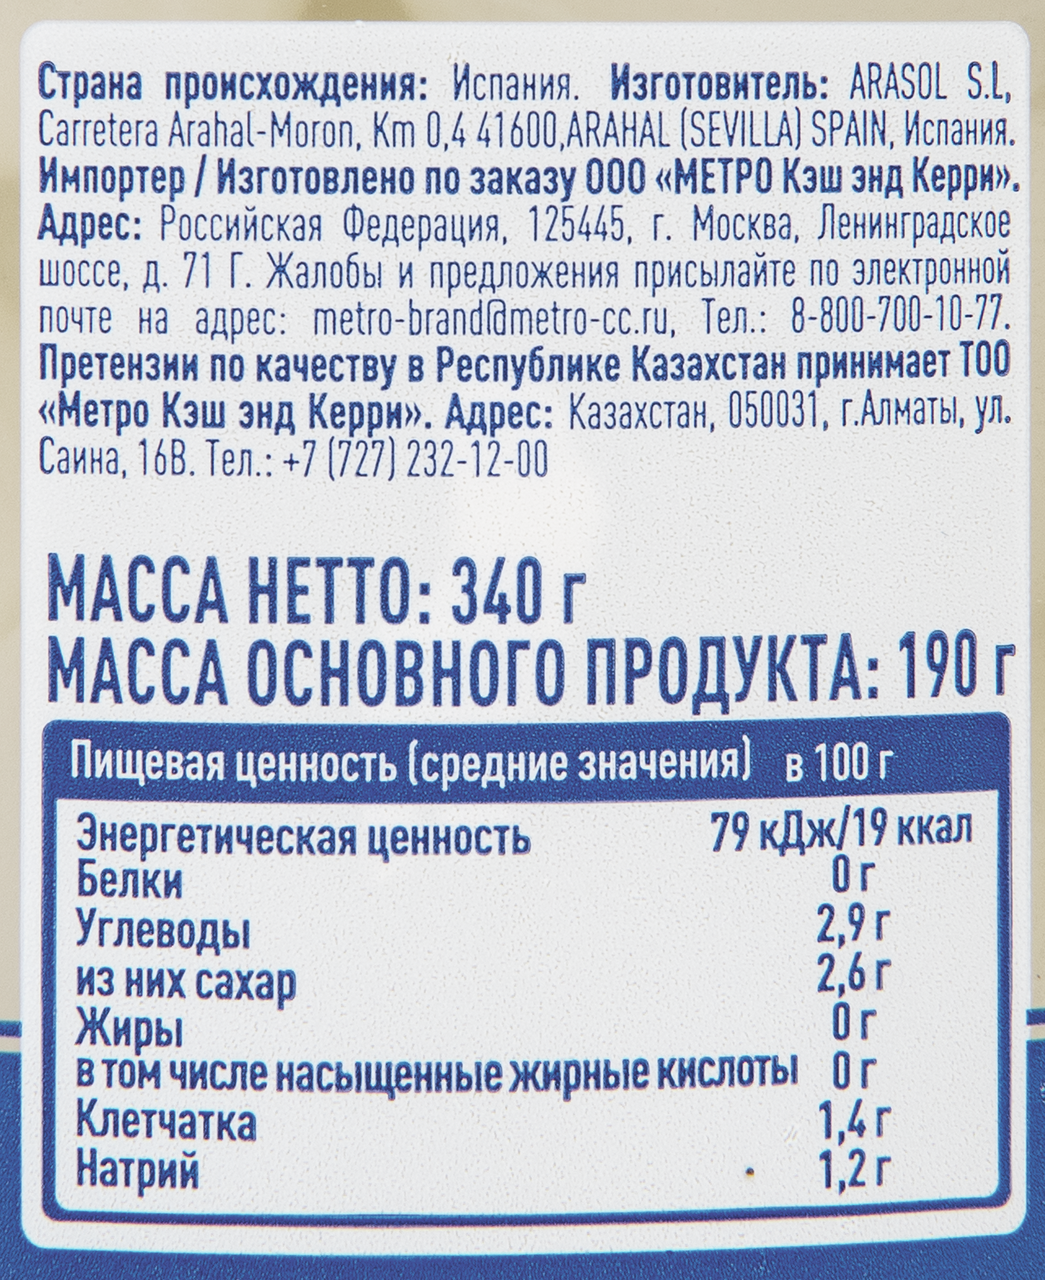 Страна происхождения: Испания. Изготовитель: ARASOL S.L,
Carretera Arahal-Moron, Km 0,4 41600,ARAHAL (SEVILLA) SPAIN, Испания.
Импортер / Изготовлено по заказу ООО «МЕТРО Кэш энд Керри».
Адрес: Российская Федерация, 125445, г. Москва, Ленинградское
шоссе, д. 71 Г. Жалобы и предложения присылайте по электронной
почте на адрес: metro-brand@metro-cc.ru, Тел.: 8-800-700-10-77.
Претензии по качеству в Республике Казахстан принимает ТОО
«Метро Кэш энд Керри». Адрес: Казахстан, 050031, г.Алматы, ул.
Саина, 16В. Тел.: +7 (727) 232-12-00
МАССА НЕТТО: 340 г
МАССА ОСНОВНОГО ПРОДУКТА: 190 г
Пищевая ценность (средние значения) в 100 г
Энергетическая ценность 79 кДж/19 ккал
Белки 0 г
Углеводы 2,9 г
из них сахар 2,6 г
Жиры 0 г
в том числе насыщенные жирные кислоты 0 г
Клетчатка 1,4 г
Натрий 1,2 г